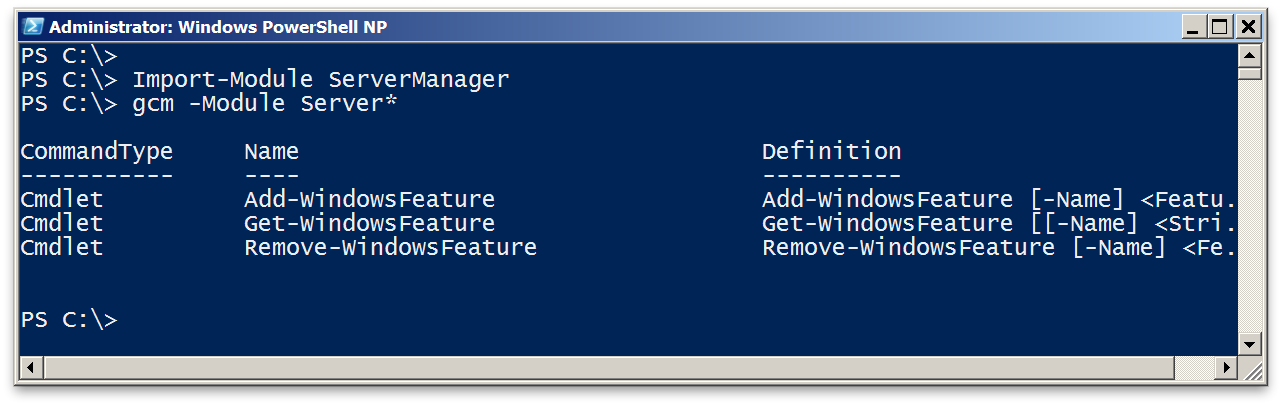 Administrator: Windows PowerShell NP
PS C:\>
PS C:\> Import-Module ServerManager
PS C:\> gcm -Module Server*
CommandType     Name                                 Definition
-----------     ----                                 ----------
Cmdlet          Add-WindowsFeature                   Add-WindowsFeature [-Name] <Featu.
Cmdlet          Get-WindowsFeature                   Get-WindowsFeature [[-Name] <Stri.
Cmdlet          Remove-WindowsFeature                Remove-WindowsFeature [-Name] <Fe.
PS C:\>